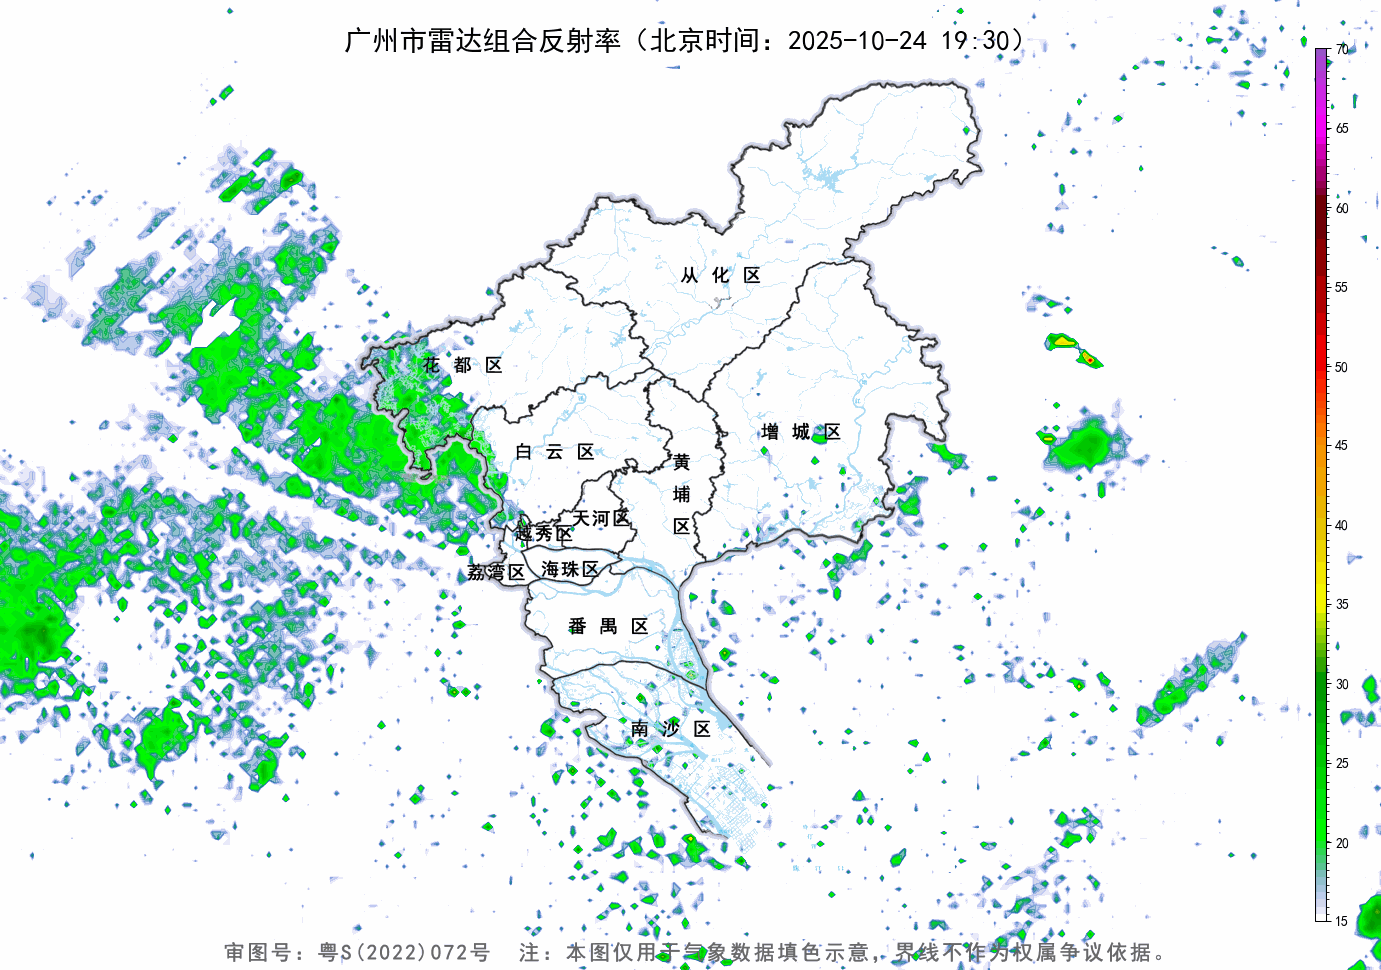 广州市雷达组合反射率（北京时间：2025-10-24 19:30）
70
65
60
55
50
45
40
35
30
25
20
15
从化区
花都区
增城区
白云区
黄埔区
天河区
越秀区
海珠区
荔湾区
番禺区
南沙区
审图号：粤S(2022)072号 注：本图仅用于气象数据填色示意，界线不作为权属争议依据。